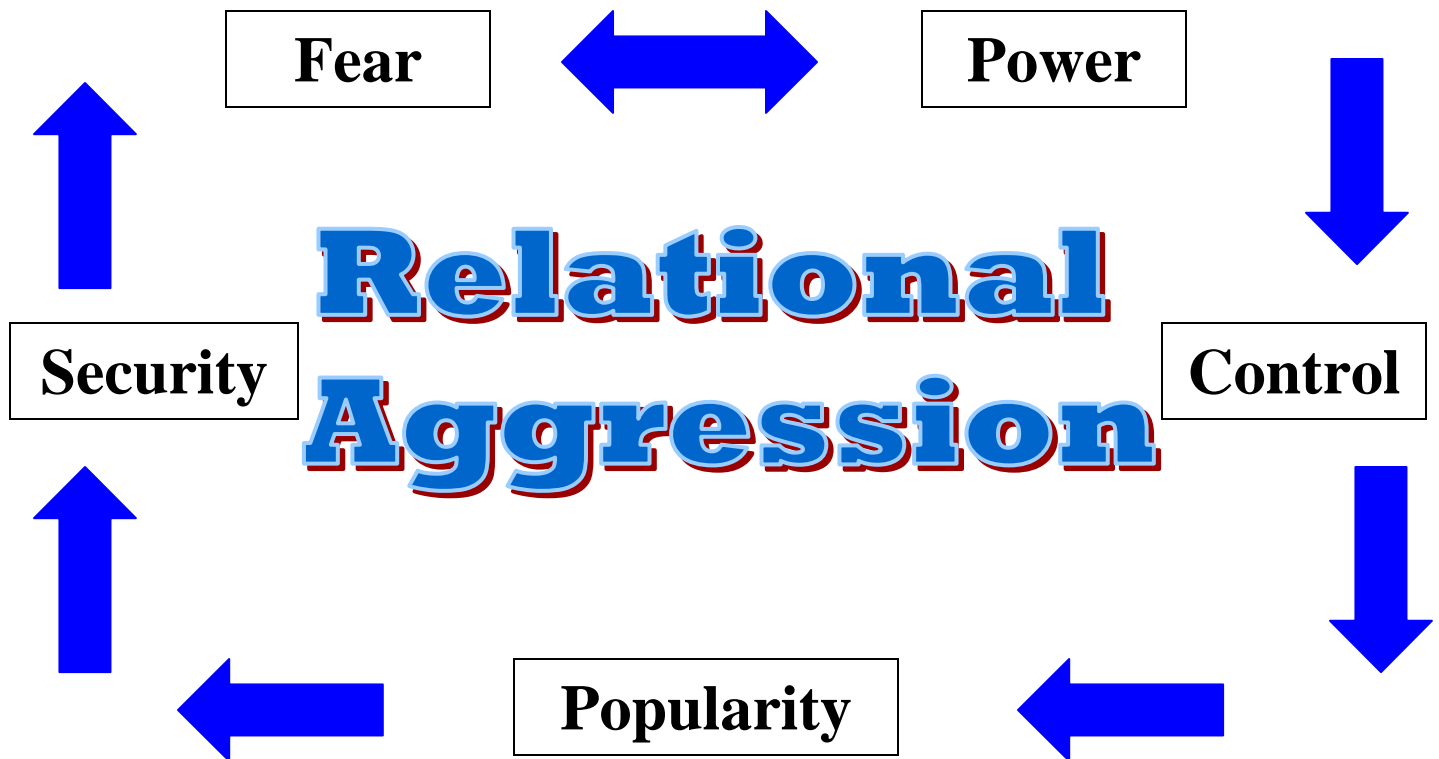 Fear
Power
Relational
Security
Control
Aggression
Popularity